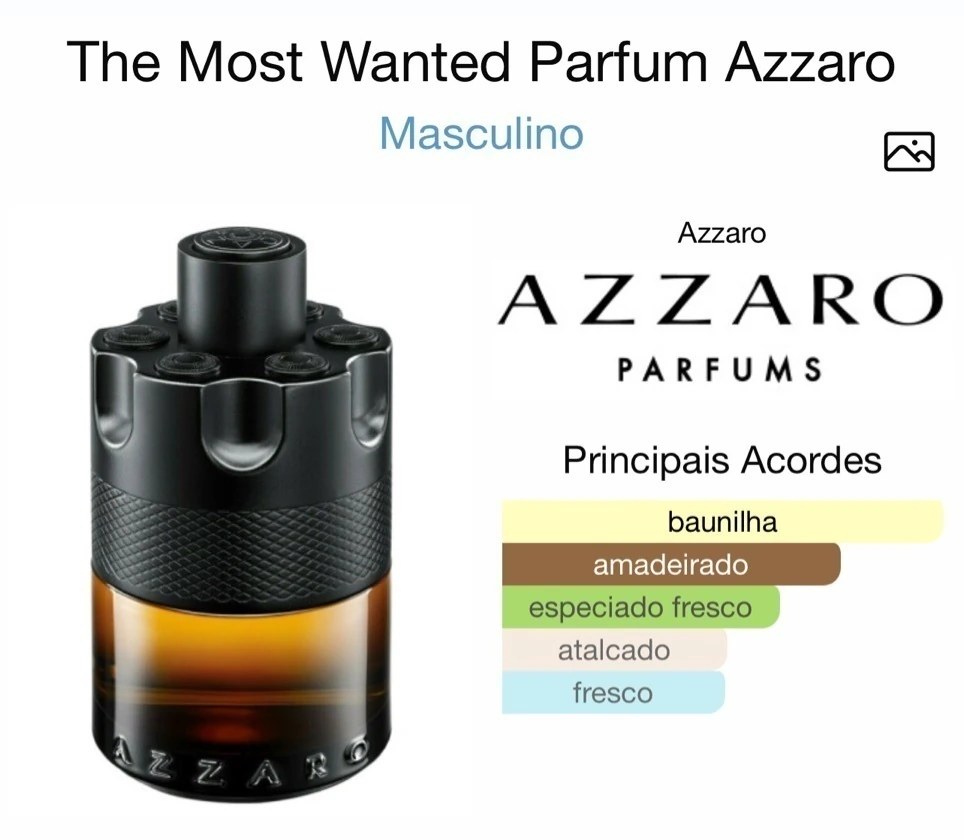 The Most Wanted Parfum Azzaro
Masculino
Azzaro
AZZARO
PARFUMS
Principais Acordes
baunilha
amadeirado
especiado fresco
atalcado
fresco
AZZARO